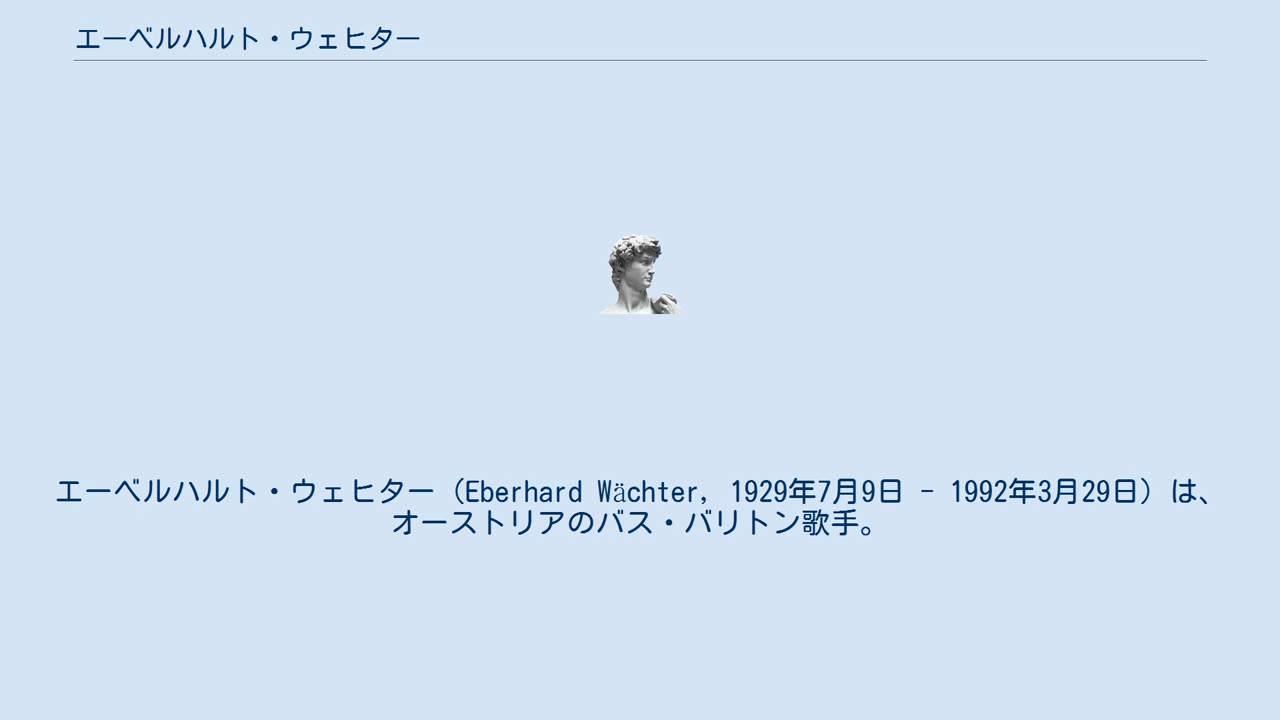 エーベルハルト・ウェヒター
エーベルハルト・ウェヒター（Eberhard Wächter, 1929年7月9日 - 1992年3月29日）は、
オーストリアのバス・バリトン歌手。